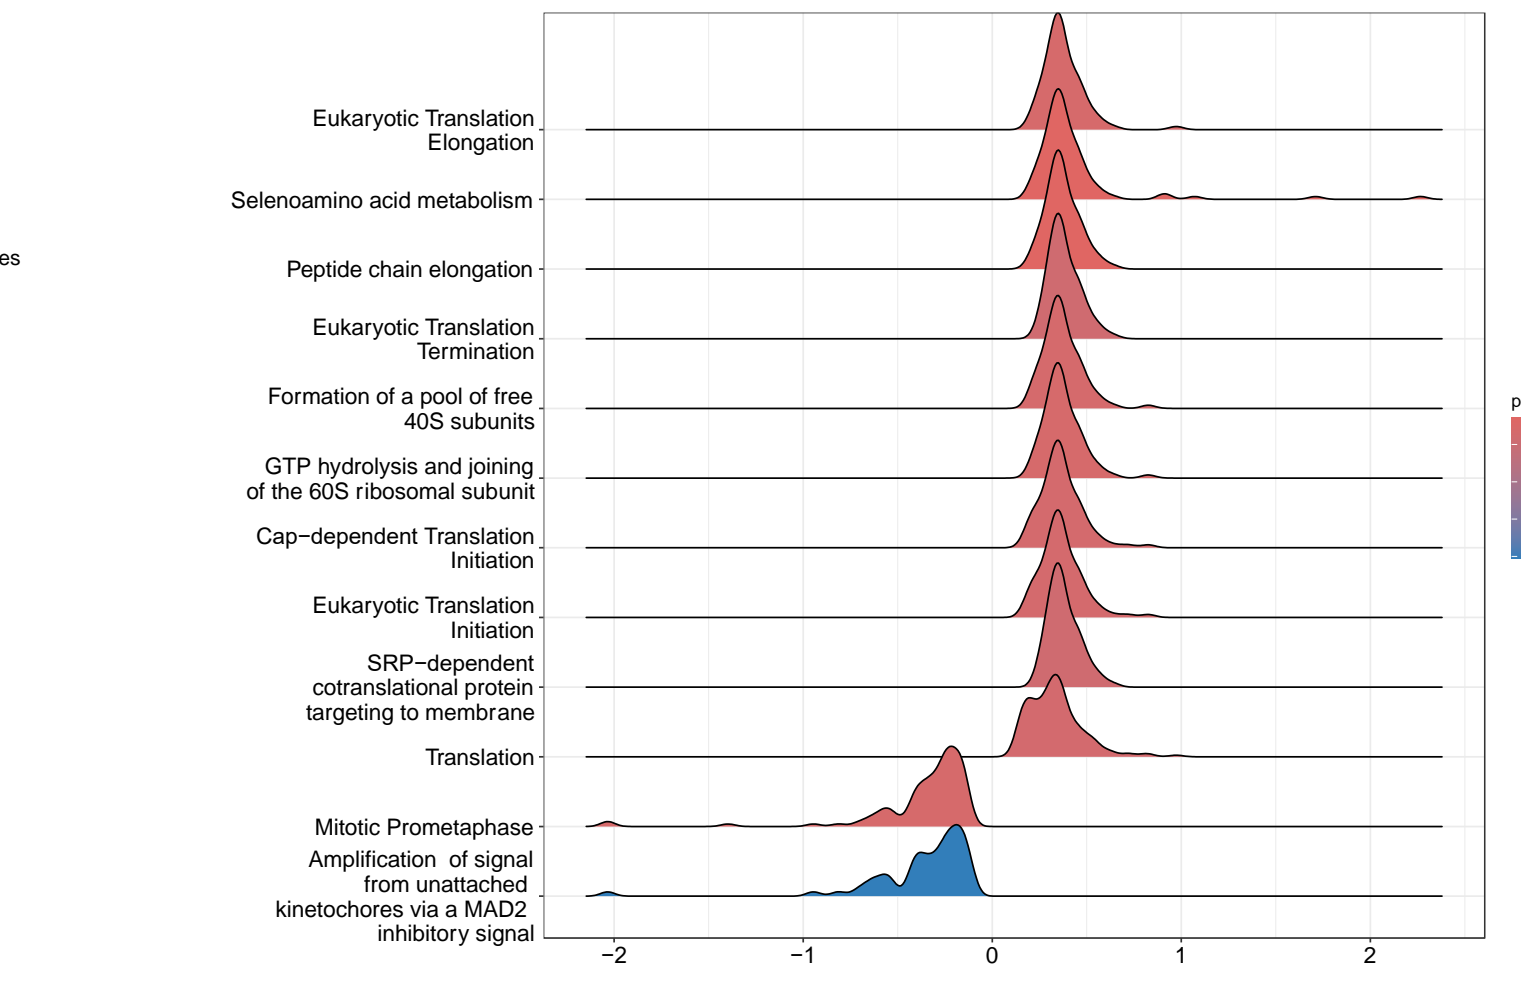 Eukaryotic Translation
Elongation
Selenoamino acid metabolism
es
Peptide chain elongation
Eukaryotic Translation
Termination
Formation of a pool of free
40S subunits
p
GTP hydrolysis and joining
of the 60S ribosomal subunit
Cap−dependent Translation
Initiation
Eukaryotic Translation
Initiation
SRP−dependent
cotranslational protein
targeting to membrane
Translation
Mitotic Prometaphase
Amplification  of signal
from unattached
kinetochores via a MAD2
inhibitory signal
−2 −1 0 1 2